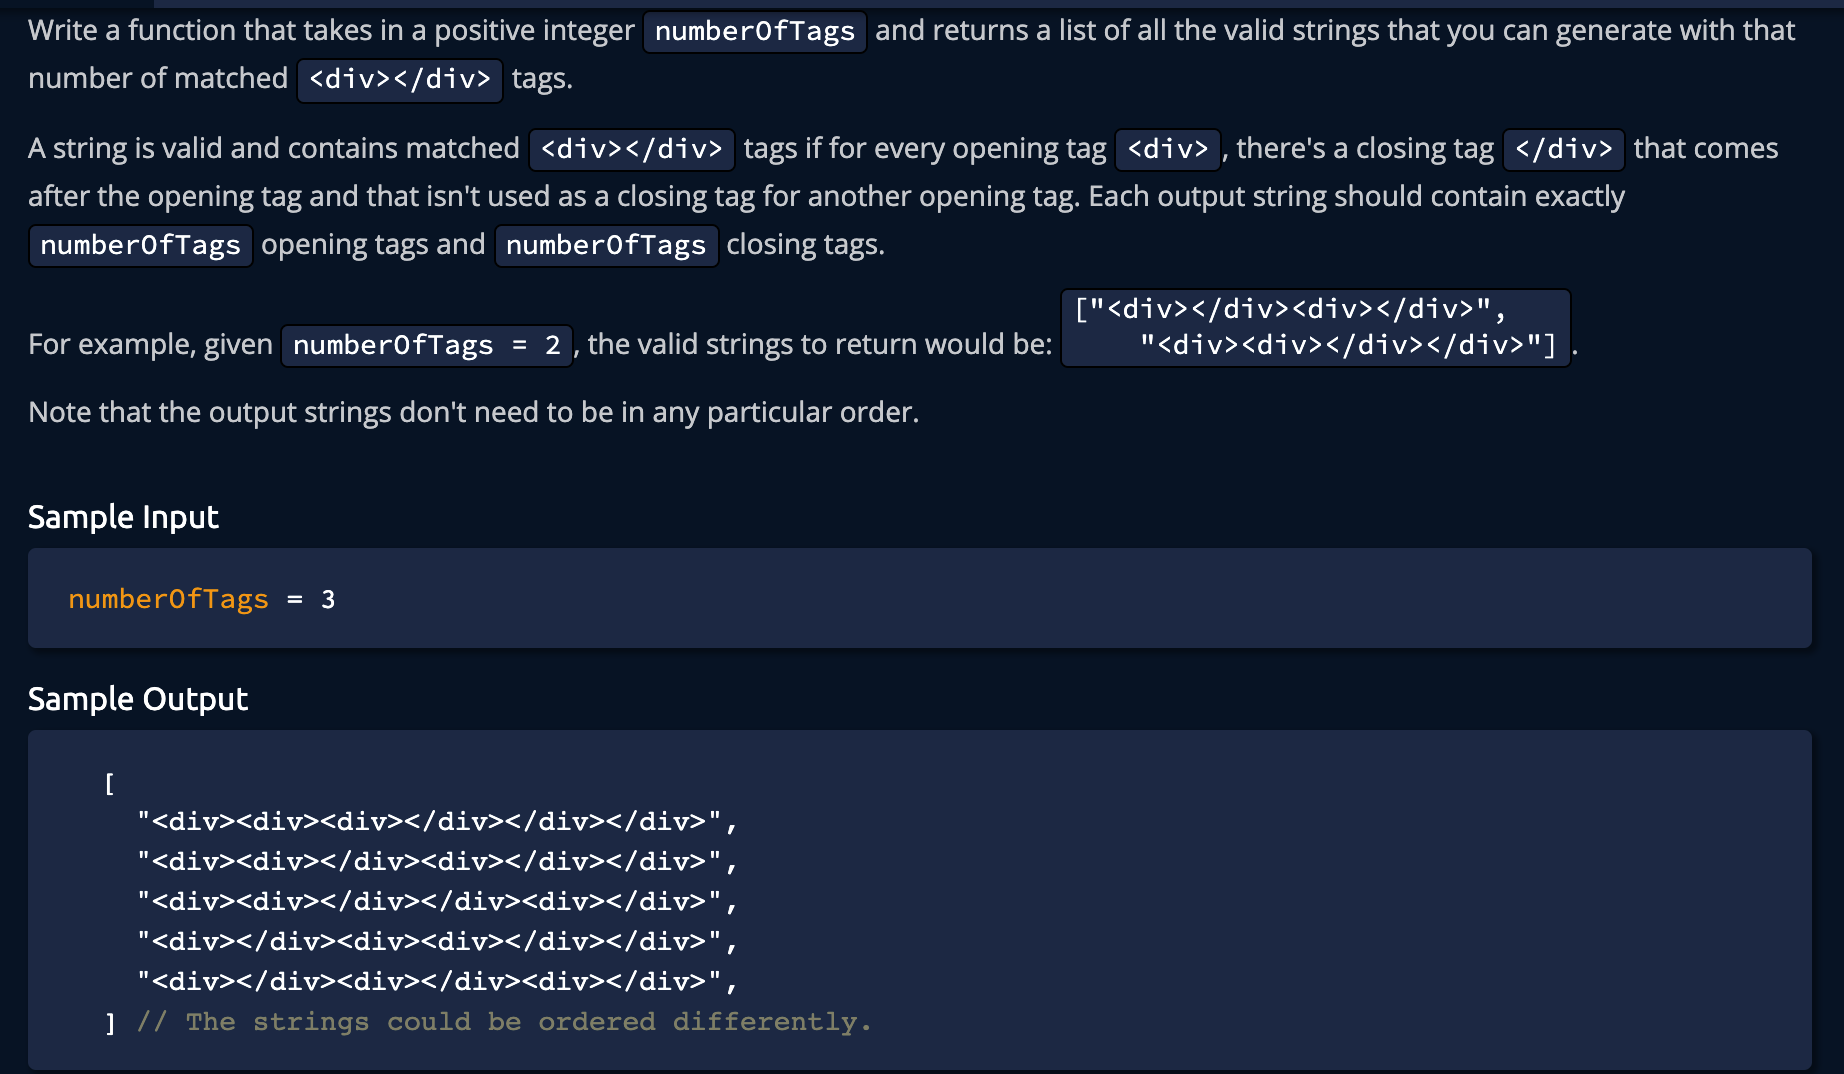 Write a function that takes in a positive integer numberOfTags and returns a list of all the valid strings that you can generate with that
number of matched <div></div> tags.
A string is valid and contains matched <div></div> tags if for every opening tag <div>, there's a closing tag </div> that comes
after the opening tag and that isn't used as a closing tag for another opening tag. Each output string should contain exactly
numberOfTags opening tags and numberOfTags closing tags.
For example, given numberOfTags = 2, the valid strings to return would be: ["<div></div><div></div>",
"<div><div></div></div>"].
Note that the output strings don't need to be in any particular order.
Sample Input
numberOfTags = 3
Sample Output
[
"<div><div><div></div></div></div>",
"<div><div></div><div></div></div>",
"<div><div></div></div><div></div>",
"<div></div><div><div></div></div>",
"<div></div><div></div><div></div>",
] // The strings could be ordered differently.